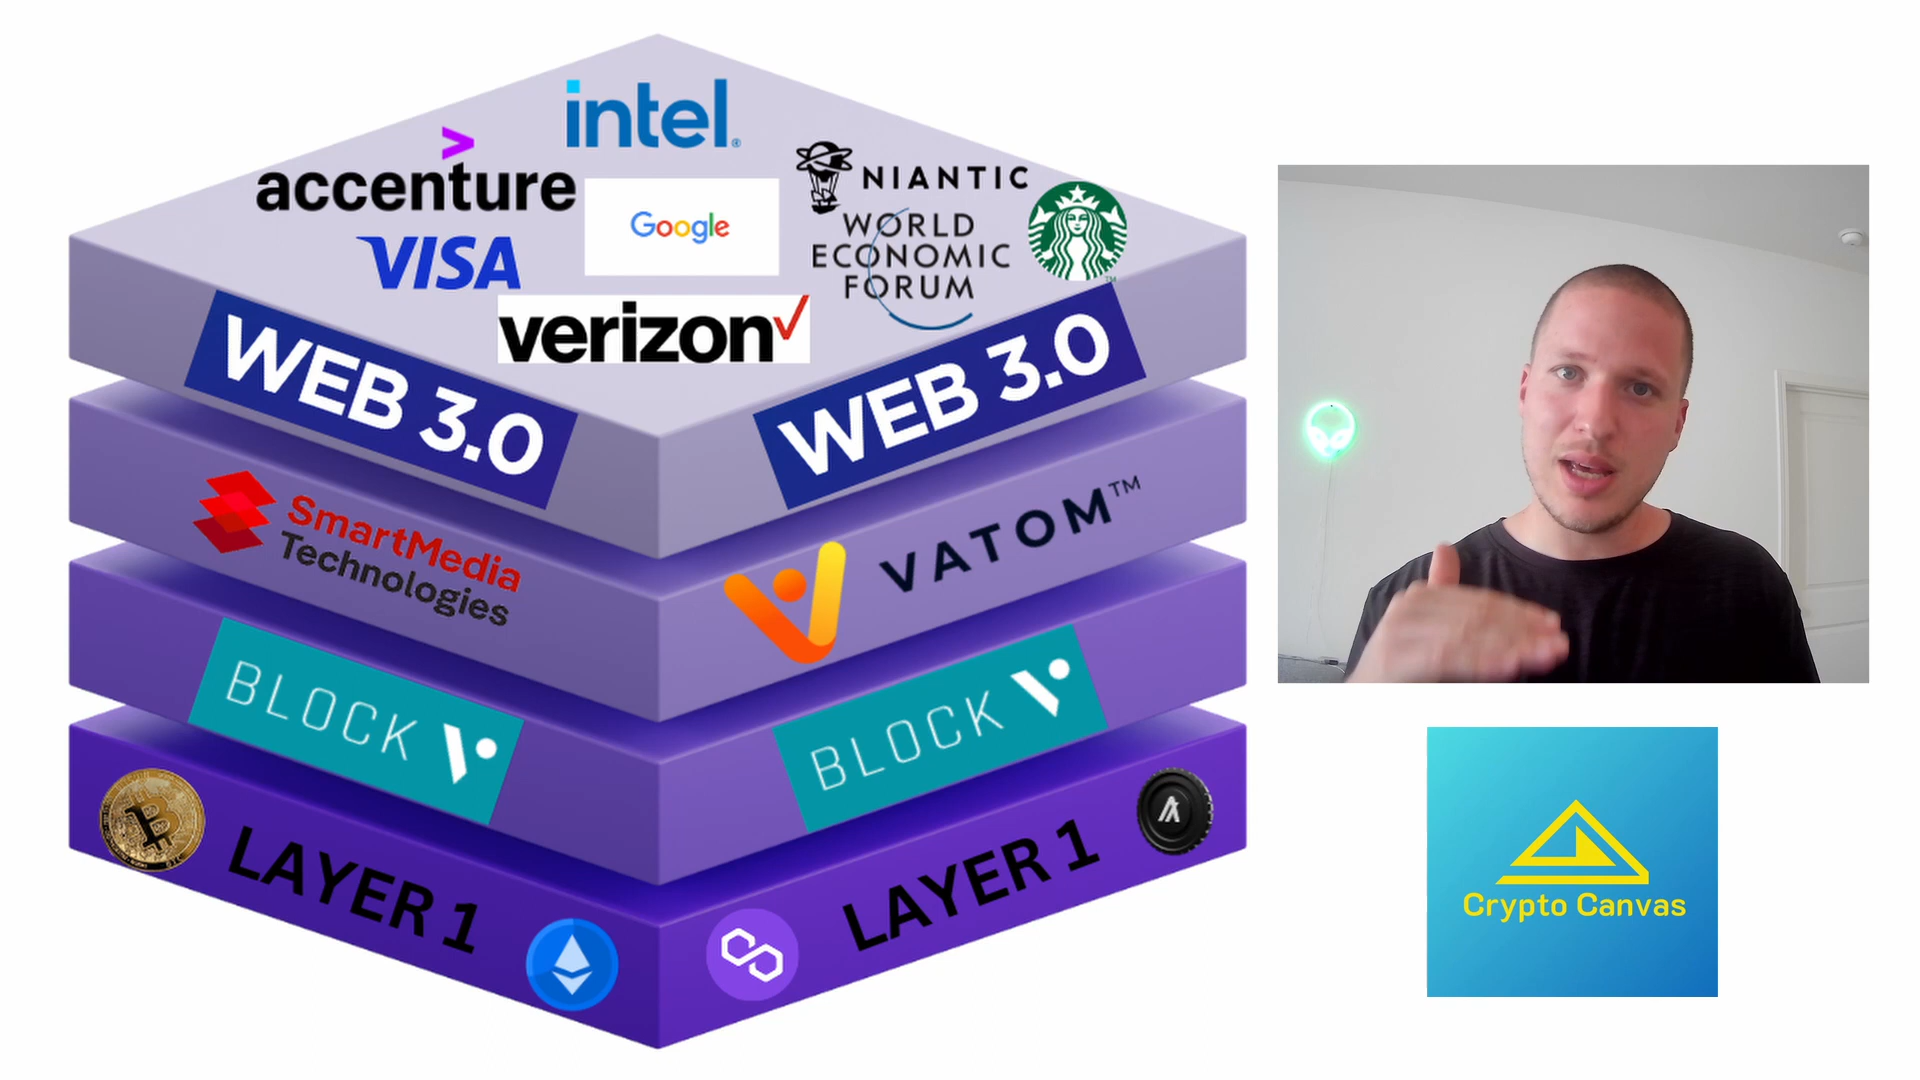 intel®
accenture
NIANTIC
Google
WORLD
ECONOMIC
FORUM
VISA
verizon
WEB 3.0
WEB 3.0
SmartMedia
Technologies
VATOM™
BLOCK
BLOCK
LAYER 1
LAYER 1
Crypto Canvas